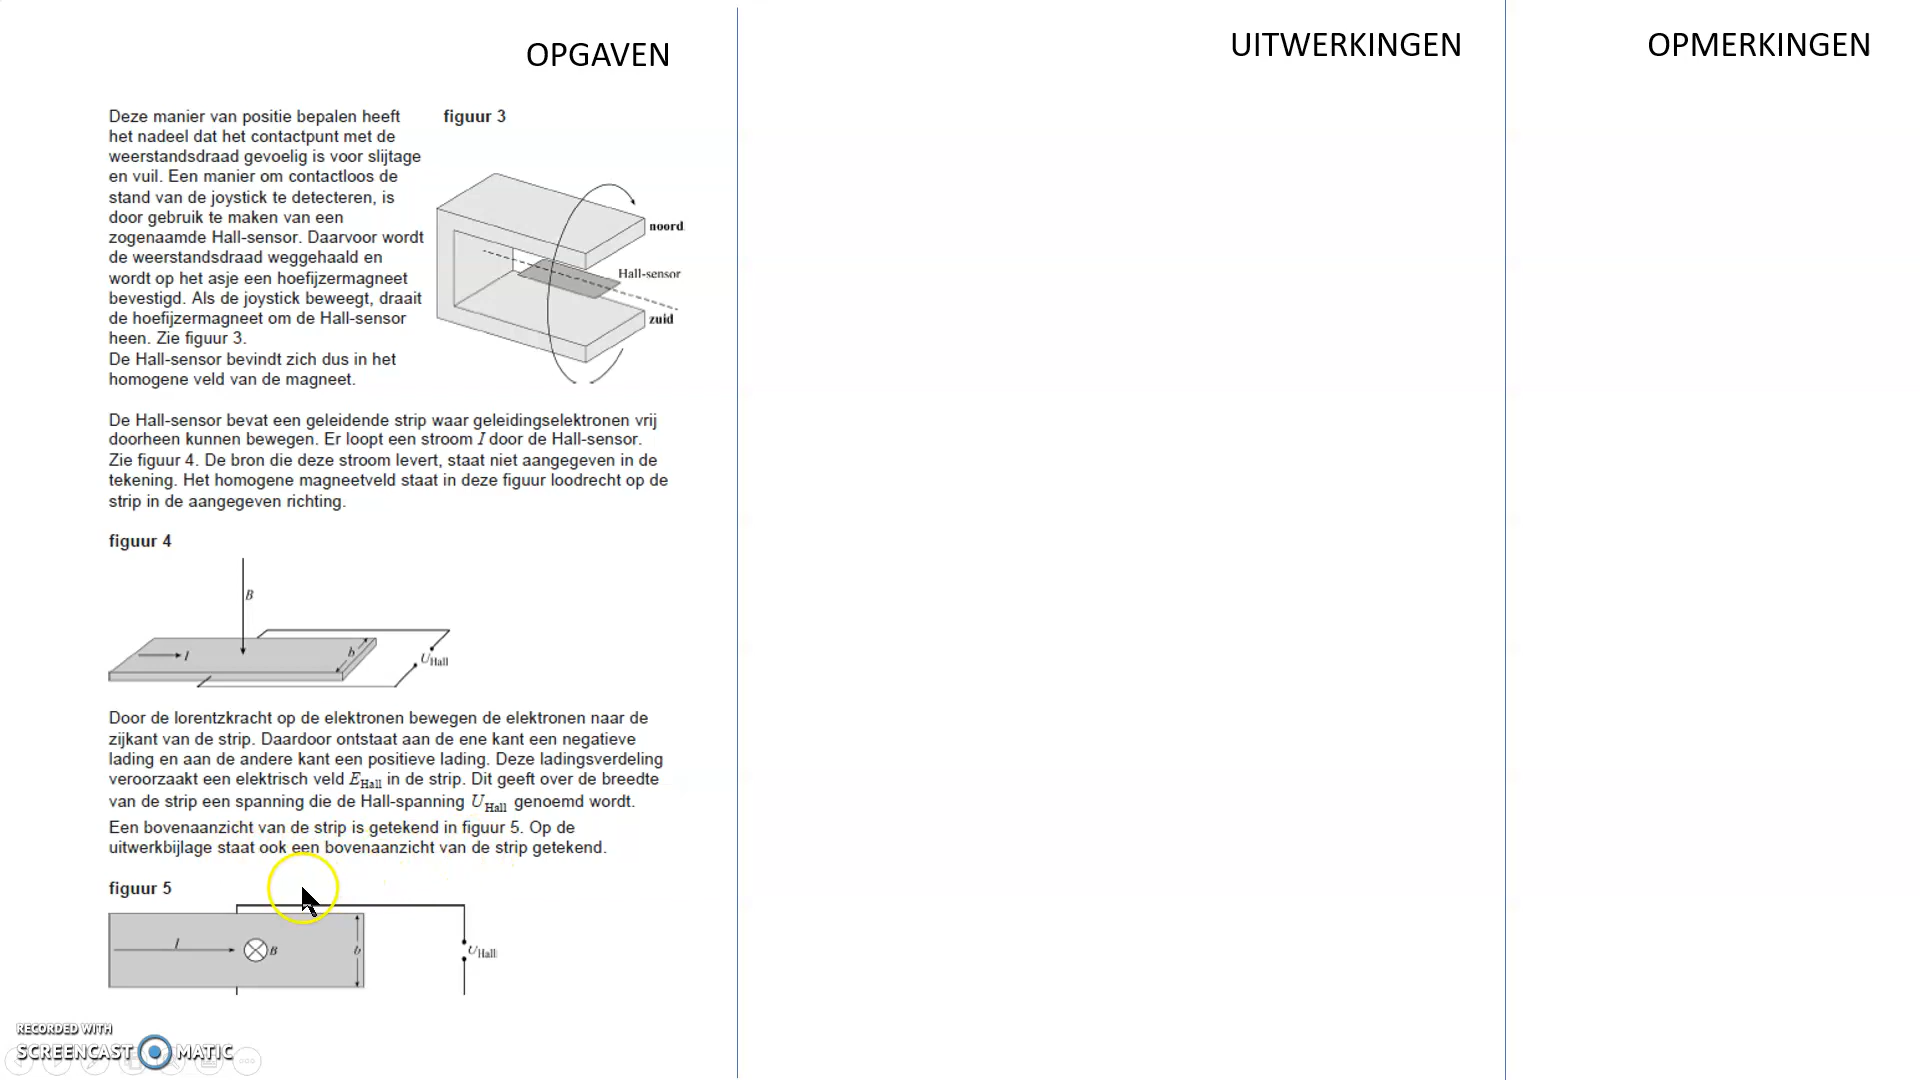 OPGAVEN
UITWERKINGEN
OPMERKINGEN
Deze manier van positie bepalen heeft
het nadeel dat het contactpunt met de
weerstandsdraad gevoelig is voor slijtage
en vuil. Een manier om contactloos de
stand van de joystick te detecteren, is
door gebruik te maken van een
zogenaamde Hall-sensor. Daarvoor wordt
de weerstandsdraad weggehaald en
wordt op het asje een hoefijzermagneet
bevestigd. Als de joystick beweegt, draait
de hoefijzermagneet om de Hall-sensor
heen. Zie figuur 3.
De Hall-sensor bevindt zich dus in het
homogene veld van de magneet.
figuur 3
noord
Hall-sensor
zuid
De Hall-sensor bevat een geleidende strip waar geleidingselektronen vrij
doorheen kunnen bewegen. Er loopt een stroom I door de Hall-sensor.
Zie figuur 4. De bron die deze stroom levert, staat niet aangegeven in de
tekening. Het homogene magneetveld staat in deze figuur loodrecht op de
strip in de aangegeven richting.
figuur 4
B
I
b
UHall
Door de lorentzkracht op de elektronen bewegen de elektronen naar de
zijkant van de strip. Daardoor ontstaat aan de ene kant een negatieve
lading en aan de andere kant een positieve lading. Deze ladingsverdeling
veroorzaakt een elektrisch veld EHall in de strip. Dit geeft over de breedte
van de strip een spanning die de Hall-spanning UHall genoemd wordt.
Een bovenaanzicht van de strip is getekend in figuur 5. Op de
uitwerkbijlage staat ook een bovenaanzicht van de strip getekend.
figuur 5
I
B
b
UHall
RECORDED WITH
SCREENCAST MATIC